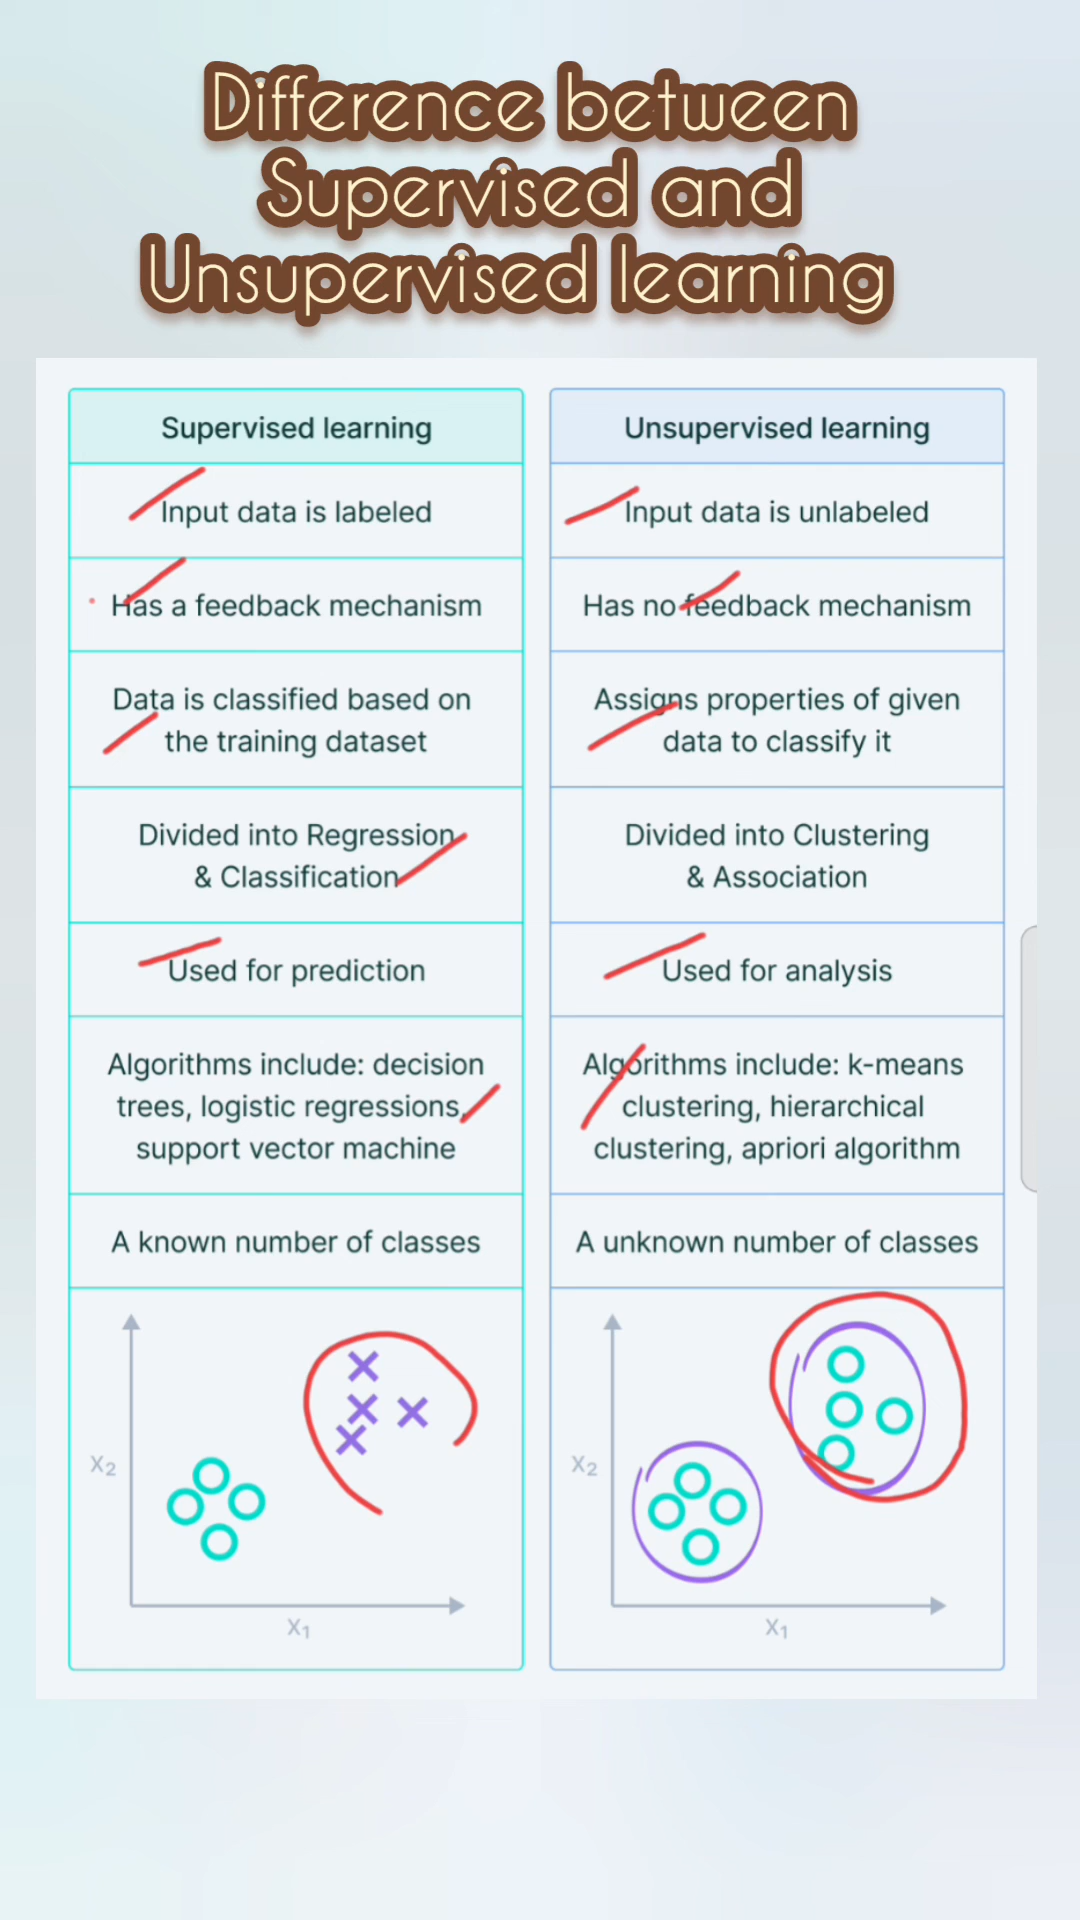 Difference between
Supervised and
Unsupervised learning
Supervised learning
Input data is labeled
Has a feedback mechanism
Data is classified based on
the training dataset
Divided into Regression
& Classification
Used for prediction
Algorithms include: decision
trees, logistic regressions,
support vector machine
A known number of classes
X₂
X₁
Unsupervised learning
Input data is unlabeled
Has no feedback mechanism
Assigns properties of given
data to classify it
Divided into Clustering
& Association
Used for analysis
Algorithms include: k-means
clustering, hierarchical
clustering, apriori algorithm
A unknown number of classes
X₂
X₁